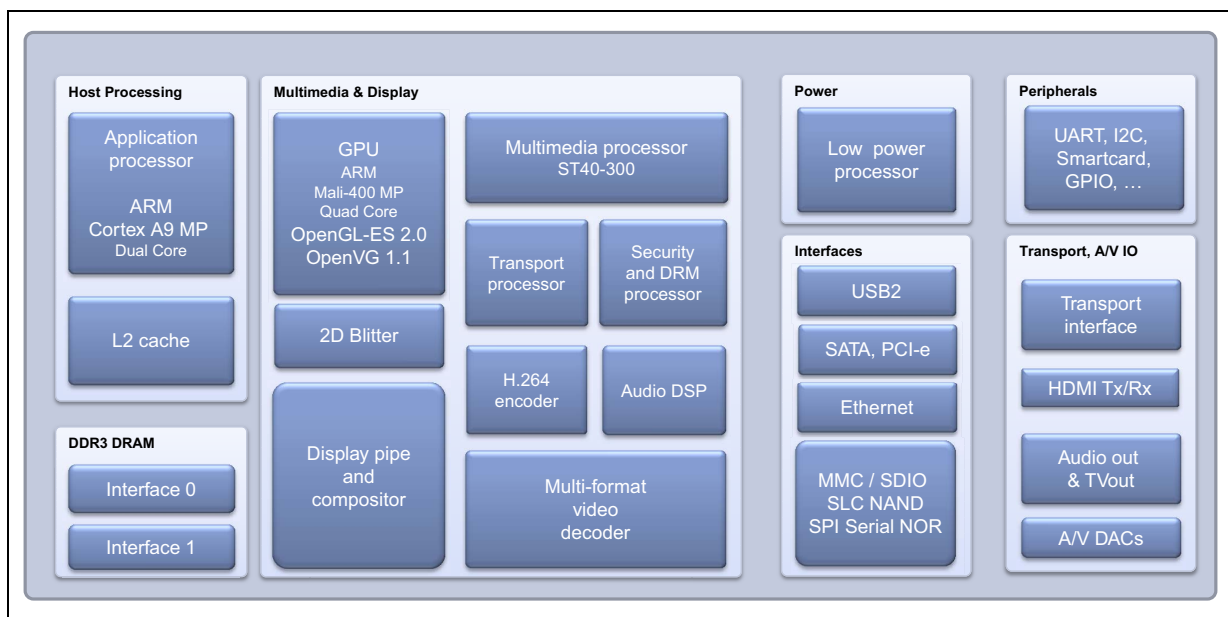 Host Processing
Application
processor
ARM
Cortex A9 MP
Dual Core
L2 cache
DDR3 DRAM
Interface 0
Interface 1
Multimedia & Display
GPU
ARM
Mali-400 MP
Quad Core
OpenGL-ES 2.0
OpenVG 1.1
2D Blitter
Display pipe
and
compositor
Multimedia processor
ST40-300
Transport
processor
Security
and DRM
processor
H.264
encoder
Audio DSP
Multi-format
video
decoder
Power
Low power
processor
Interfaces
USB2
SATA, PCI-e
Ethernet
MMC / SDIO
SLC NAND
SPI Serial NOR
Peripherals
UART, I2C,
Smartcard,
GPIO, …
Transport, A/V IO
Transport
interface
HDMI Tx/Rx
Audio out
& TVout
A/V DACs